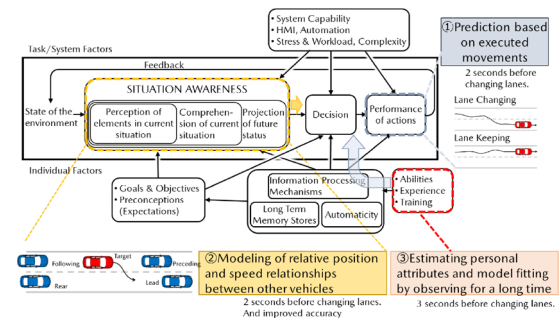 • System Capability
• HMI, Automation
• Stress & Workload, Complexity
①Prediction based
on executed
movements
2 seconds before
changing lanes.
Lane Changing
Lane Keeping
Task/System Factors
Feedback
SITUATION AWARENESS
State of the
environment
Perception of
elements in current
situation
Comprehen-
sion of current
situation
Projection
of future
status
Decision
Performance
of actions
Individual Factors
• Goals & Objectives
• Preconceptions
(Expectations)
Information Processing
Mechanisms
Long Term
Memory Stores
Automaticity
• Abilities
• Experience
• Training
Following
Target
Preceding
Rear
Lead
②Modeling of relative position
and speed relationships
between other vehicles
2 seconds before changing lanes.
And improved accuracy
③Estimating personal
attributes and model fitting
by observing for a long time
3 seconds before changing lanes.